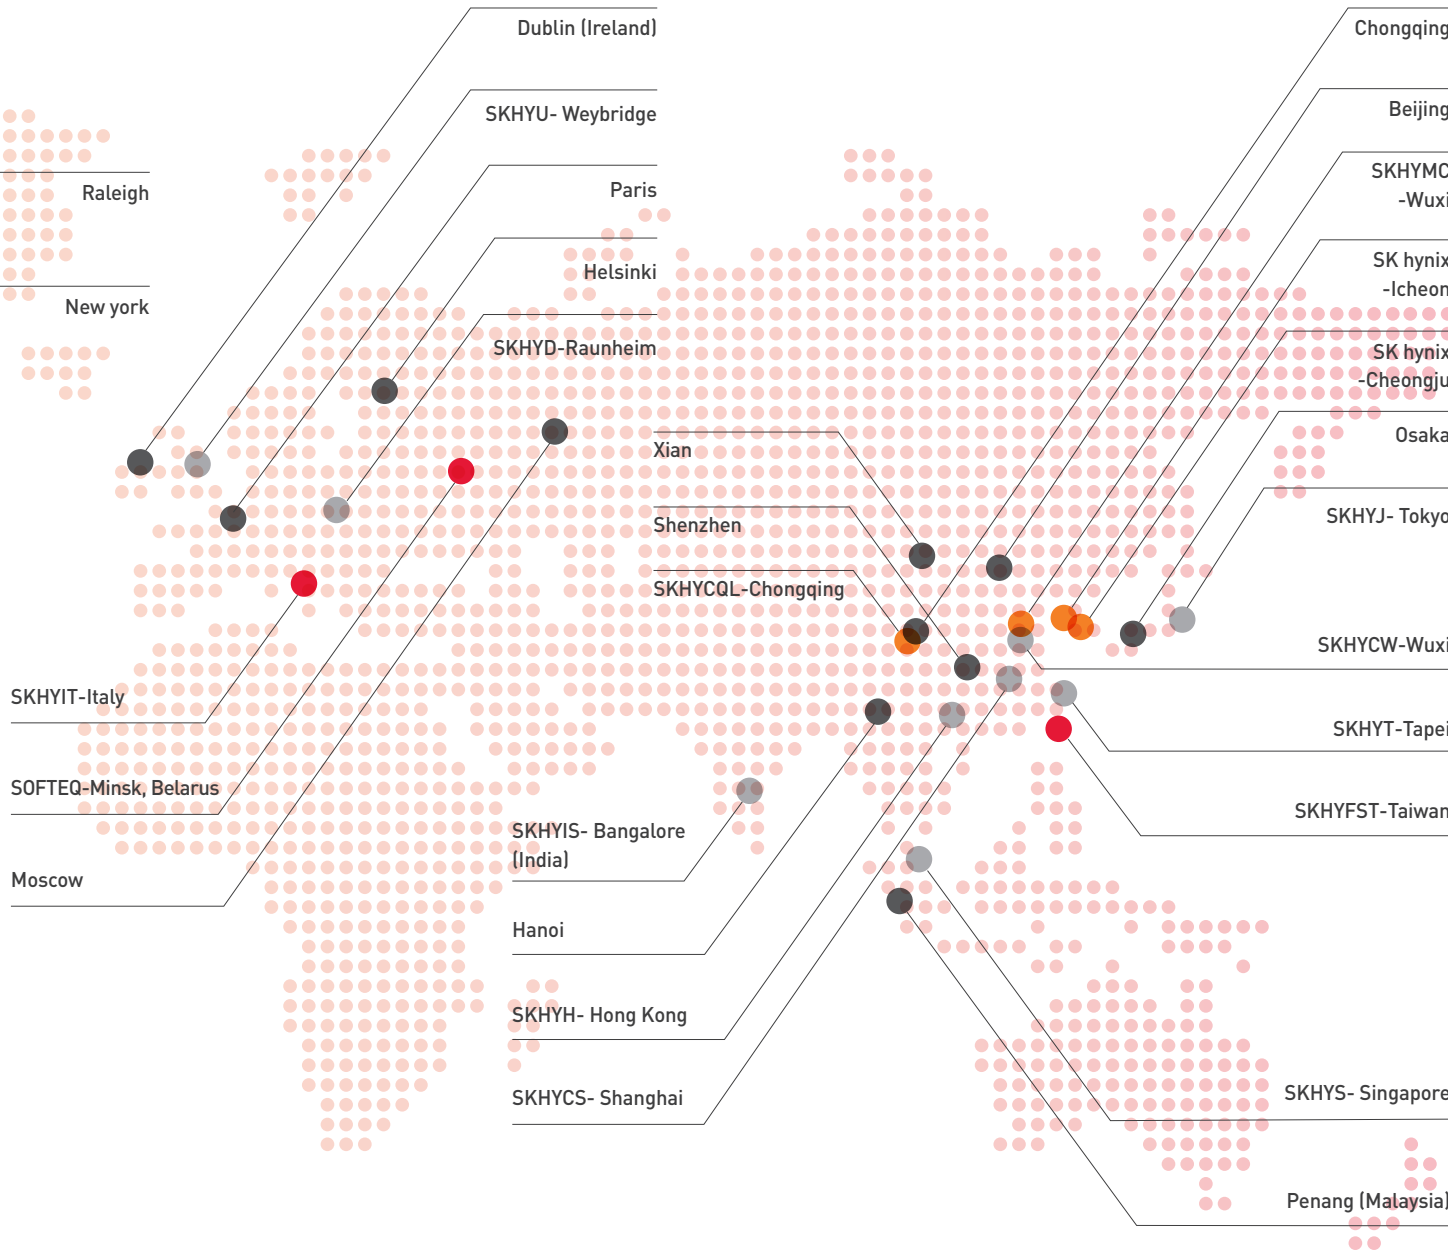 Dublin (Ireland)
SKHYU- Weybridge
Paris
Helsinki
SKHYD-Raunheim
Raleigh
New york
Chongqing
Beijing
SKHYMC
-Wuxi
SK hynix
-Icheon
SK hynix
-Cheongju
Osaka
SKHYJ- Tokyo
Xian
Shenzhen
SKHYCQL-Chongqing
SKHYCW-Wuxi
SKHYT-Tapei
SKHYFST-Taiwan
SKHYIT-Italy
SOFTEQ-Minsk, Belarus
Moscow
SKHYIS- Bangalore
(India)
Hanoi
SKHYH- Hong Kong
SKHYCS- Shanghai
SKHYS- Singapore
Penang (Malaysia)